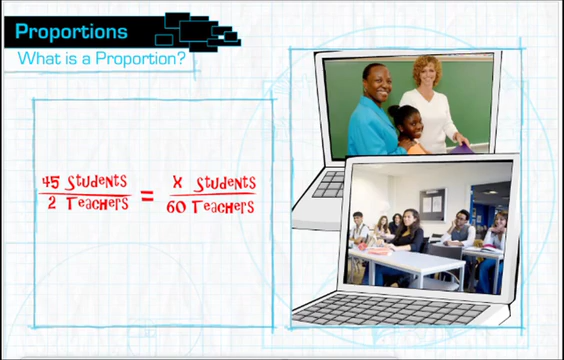 Proportions
What is a Proportion?
45 Students = x Students
2 Teachers 60 Teachers